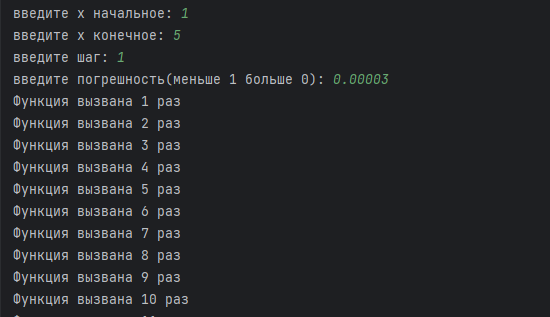 введите x начальное: 1
введите x конечное: 5
введите шаг: 1
введите погрешность(меньше 1 больше 0): 0.00003
Функция вызвана 1 раз
Функция вызвана 2 раз
Функция вызвана 3 раз
Функция вызвана 4 раз
Функция вызвана 5 раз
Функция вызвана 6 раз
Функция вызвана 7 раз
Функция вызвана 8 раз
Функция вызвана 9 раз
Функция вызвана 10 раз